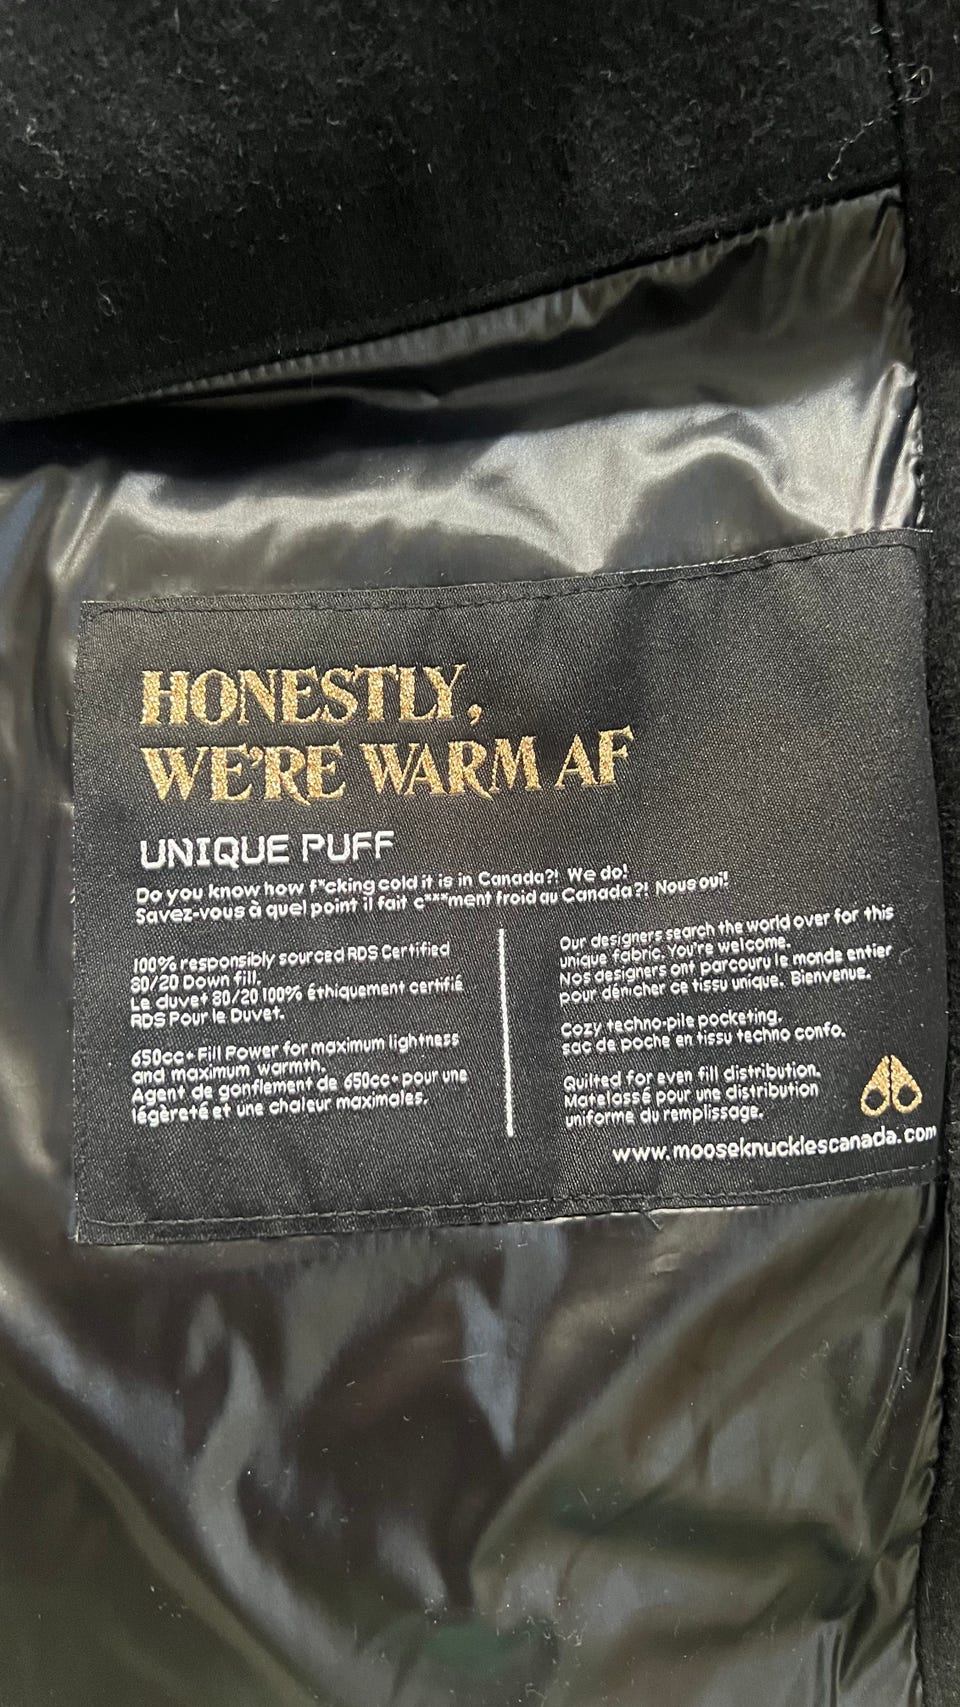 HONESTLY,
WE'RE WARM AF
UNIQUE PUFF
Do you know how f*cking cold it is in Canada?! We do!
Savez-vous à quel point il fait c***ment froid au Canada?! Nous oui!
100% responsibly sourced RDS Certified
80/20 Down fill.
Le duvet 80/20 100% éthiquement certifié
RDS Pour le Duvet.
650cc+ Fill Power for maximum lightness
and maximum warmth.
Agent de gonflement de 650cc+ pour une
légèreté et une chaleur maximales.
Our designers search the world over for this
unique fabric. You're welcome.
Nos designers ont parcouru le monde entier
pour dénicher ce tissu unique. Bienvenue.
Cozy techno-pile pocketing.
sac de poche en tissu techno confo.
Quilted for even fill distribution.
Matelassé pour une distribution
uniforme du remplissage.
www.mooseknucklescanada.com